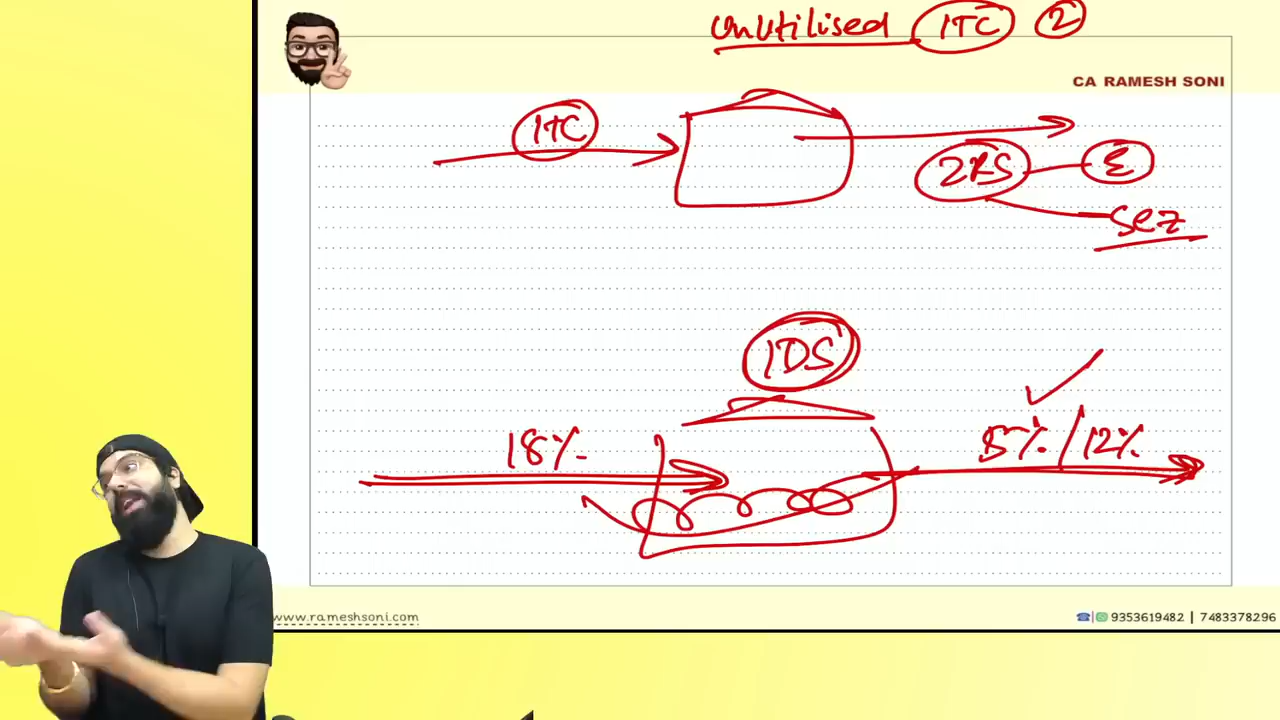 Unutilised ITC 2
CA RAMESH SONI
ITC
ZRS
E
SEZ
IDS
18%
5% / 12%
www.rameshsoni.com
9353619482 | 7483378296